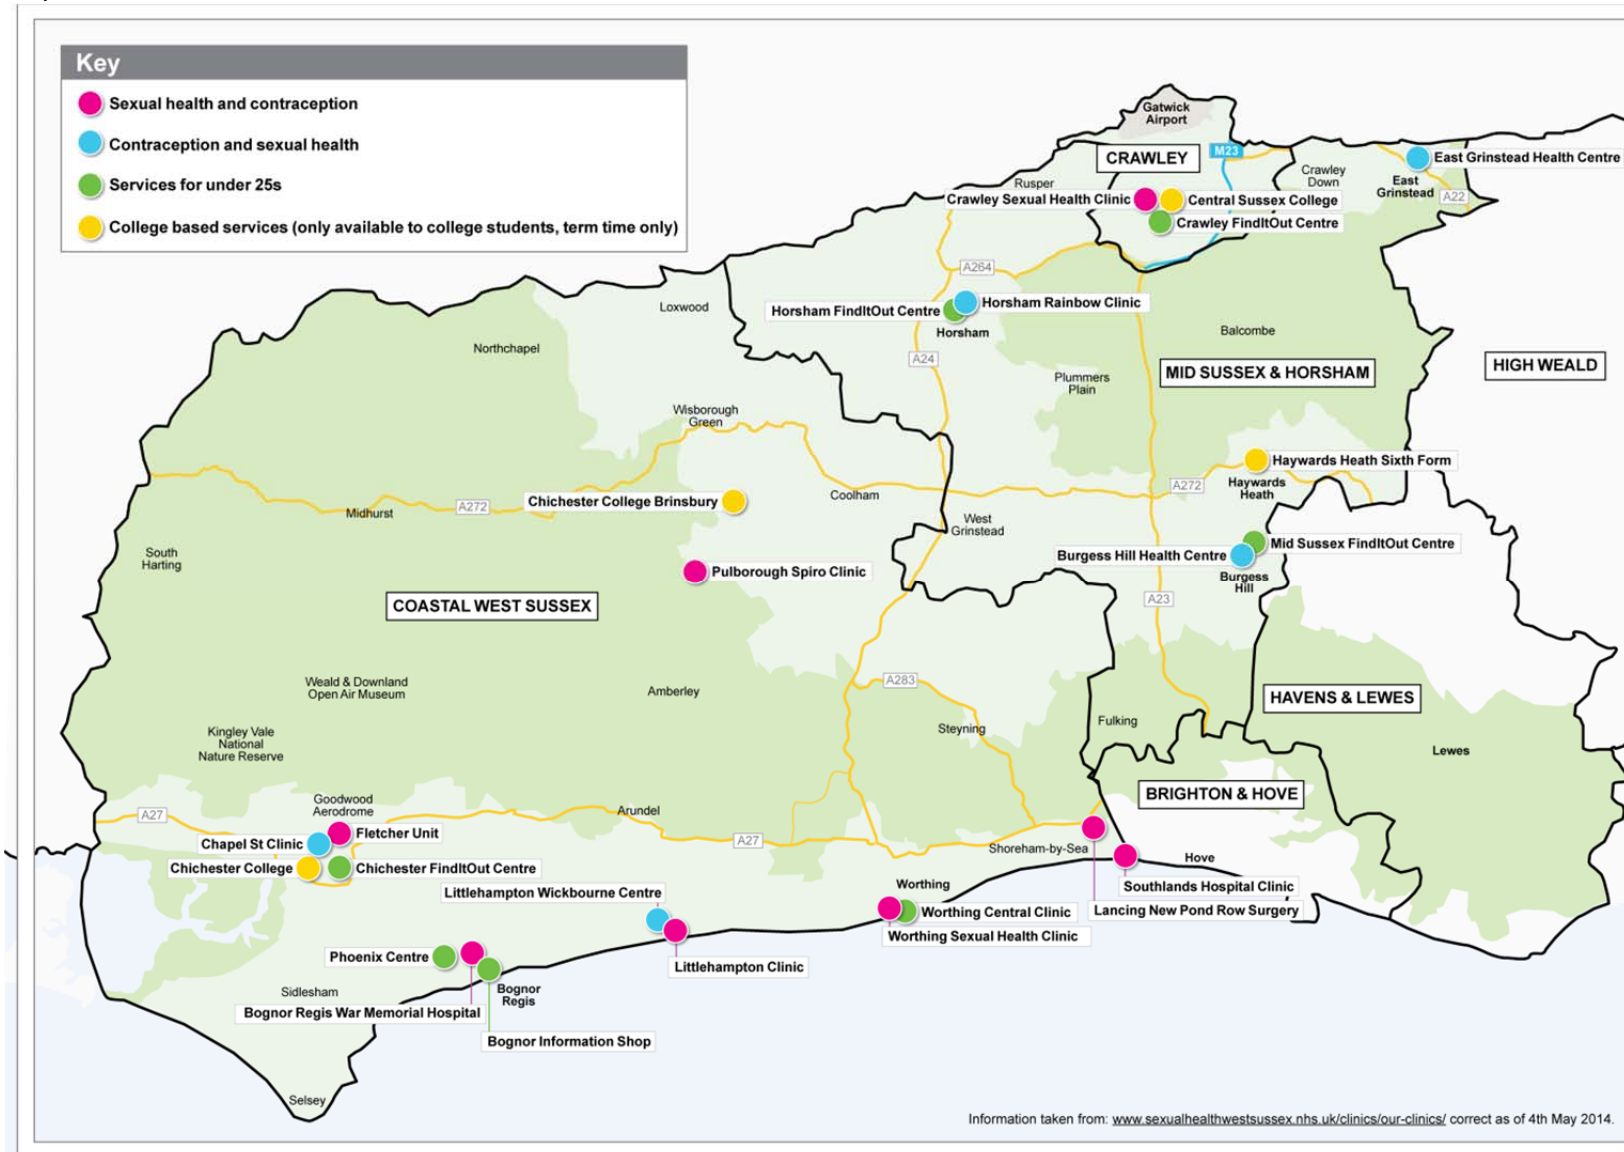 Key
Sexual health and contraception
Contraception and sexual health
Services for under 25s
College based services (only available to college students, term time only)
Gatwick
Airport
CRAWLEY
M23
Crawley
Down
East Grinstead Health Centre
East
Grinstead
A22
Rusper
Crawley Sexual Health Clinic
Central Sussex College
Crawley FindItOut Centre
A264
Loxwood
Horsham FindItOut Centre
Horsham Rainbow Clinic
Horsham
Balcombe
Northchapel
A24
MID SUSSEX & HORSHAM
HIGH WEALD
Plummers
Plain
Wisborough
Green
Haywards Heath Sixth Form
Haywards
Heath
A272
Chichester College Brinsbury
Coolham
A272
Midhurst
West
Grinstead
South
Harting
Mid Sussex FindItOut Centre
Burgess Hill Health Centre
Burgess
Hill
Pulborough Spiro Clinic
COASTAL WEST SUSSEX
A23
Weald & Downland
Open Air Museum
Amberley
A283
HAVENS & LEWES
Steyning
Fulking
Kingley Vale
National
Nature Reserve
Lewes
BRIGHTON & HOVE
Goodwood
Aerodrome
A27
Arundel
Fletcher Unit
Chapel St Clinic
A27
Shoreham-by-Sea
Hove
Chichester College
Chichester FindItOut Centre
Littlehampton Wickbourne Centre
Worthing
Southlands Hospital Clinic
Worthing Central Clinic
Lancing New Pond Row Surgery
Worthing Sexual Health Clinic
Phoenix Centre
Littlehampton Clinic
Sidlesham
Bognor
Regis
Bognor Regis War Memorial Hospital
Bognor Information Shop
Selsey
Information taken from: www.sexualhealthwestsussex.nhs.uk/clinics/our-clinics/ correct as of 4th May 2014.